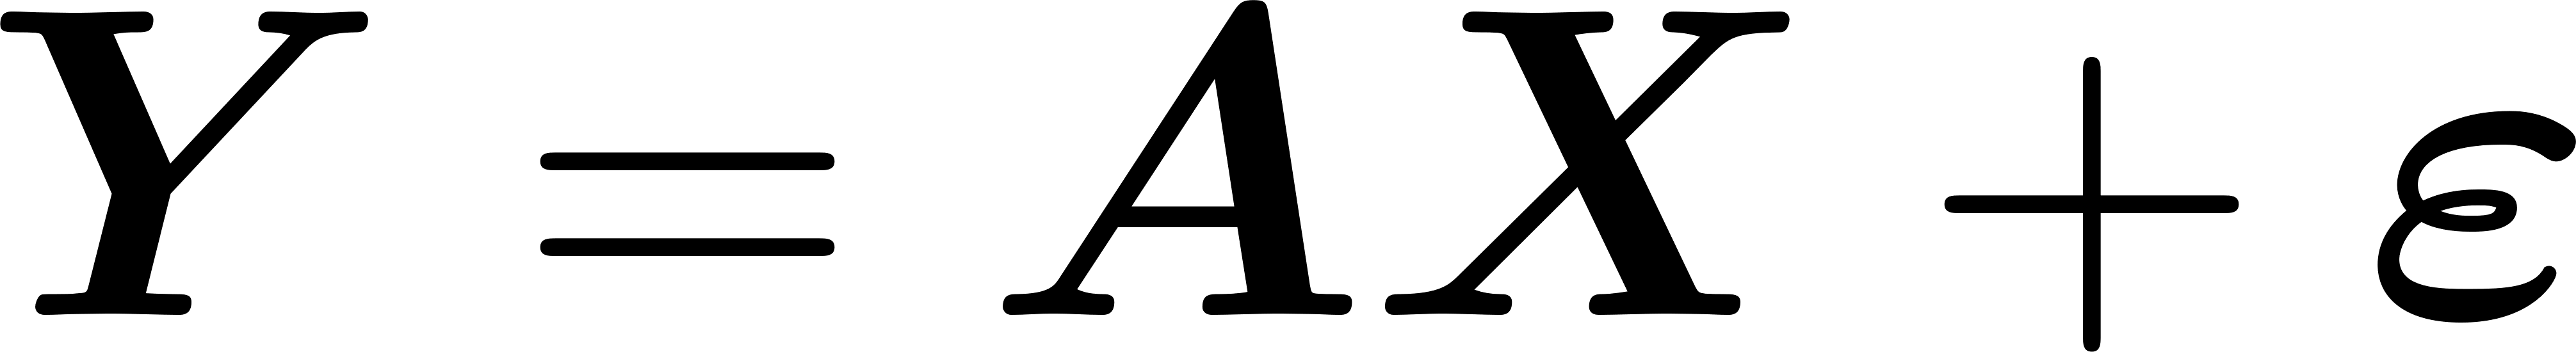 Y = AX + ε